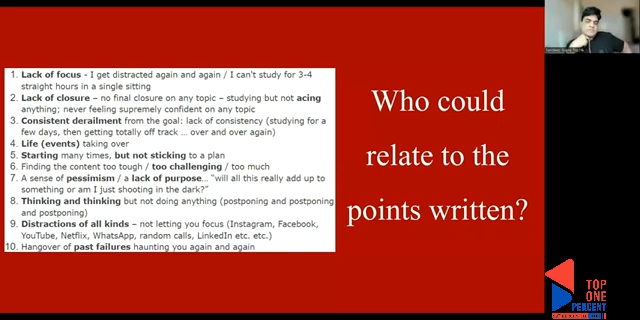 1. Lack of focus - I get distracted again and again / I can't study for 3-4
straight hours in a single sitting
2. Lack of closure – no final closure on any topic – studying but not acing
anything; never feeling supremely confident on any topic
3. Consistent derailment from the goal: lack of consistency (studying for a
few days, then getting totally off track ... over and over again)
4. Life (events) taking over
5. Starting many times, but not sticking to a plan
6. Finding the content too tough / too challenging / too much
7. A sense of pessimism / a lack of purpose... "will all this really add up to
something or am I just shooting in the dark?"
8. Thinking and thinking but not doing anything (postponing and postponing
and postponing)
9. Distractions of all kinds – not letting you focus (Instagram, Facebook,
YouTube, Netflix, WhatsApp, random calls, LinkedIn etc. etc.)
10. Hangover of past failures haunting you again and again
Who could
relate to the
points written?
TOP
ONE
PERCENT